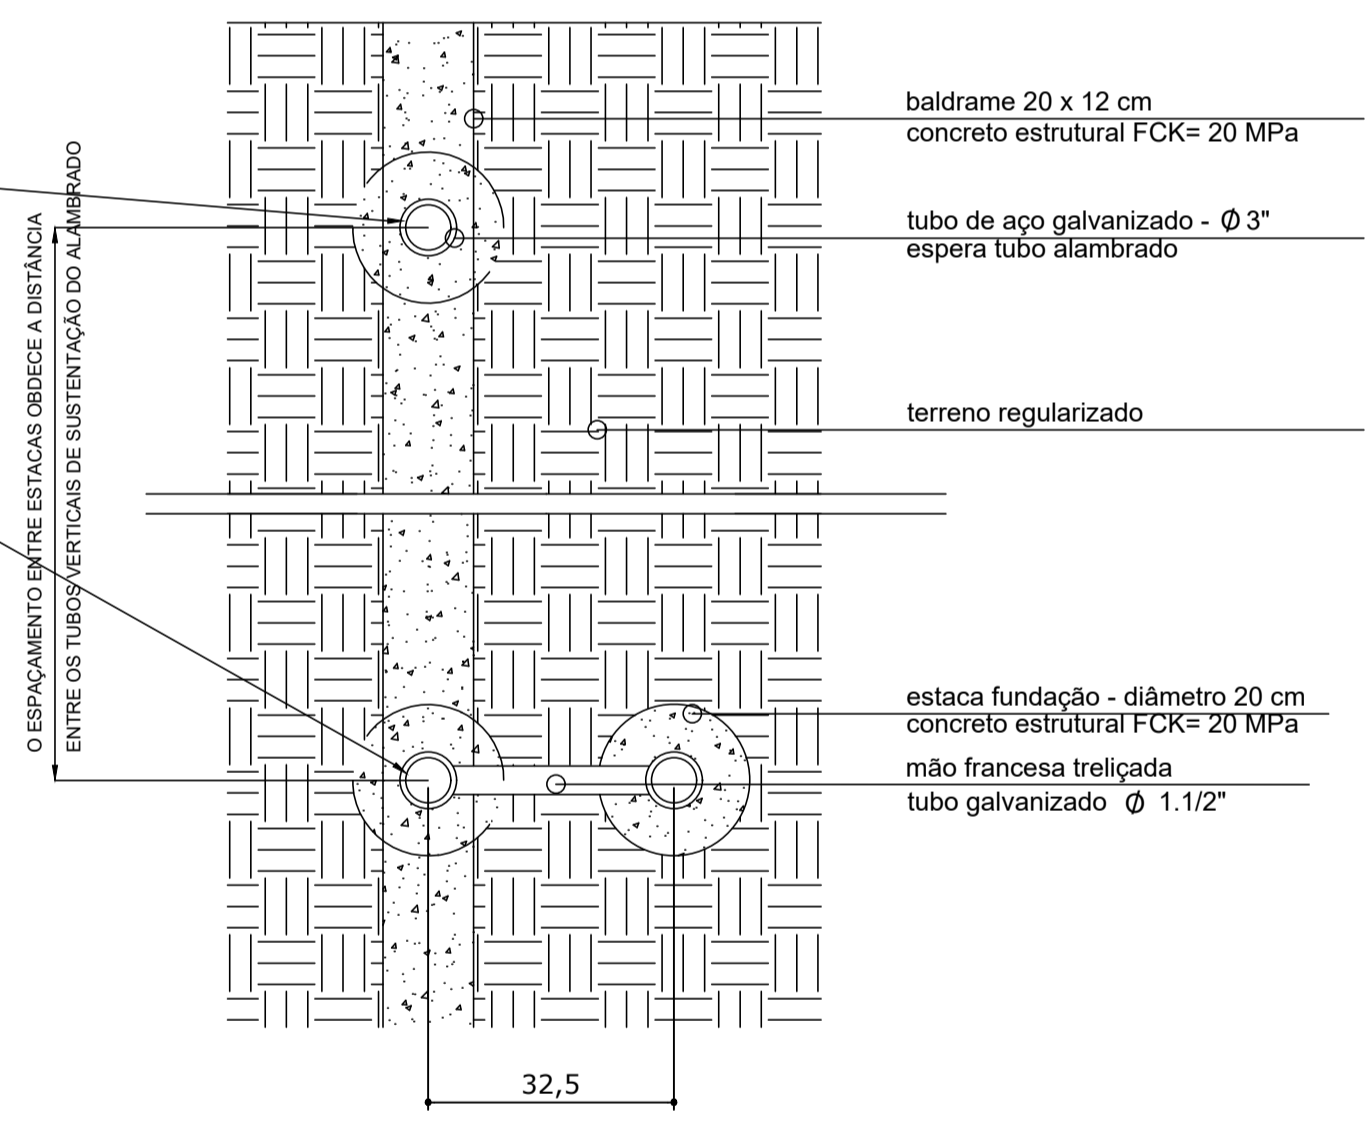 baldrame 20 x 12 cm
concreto estrutural FCK= 20 MPa
tubo de aço galvanizado - Ø 3"
espera tubo alambrado
terreno regularizado
O ESPAÇAMENTO ENTRE ESTACAS OBDECE A DISTÂNCIA
ENTRE OS TUBOS VERTICAIS DE SUSTENTAÇÃO DO ALAMBRADO
estaca fundação - diâmetro 20 cm
concreto estrutural FCK= 20 MPa
mão francesa treliçada
tubo galvanizado Ø 1.1/2"
32,5